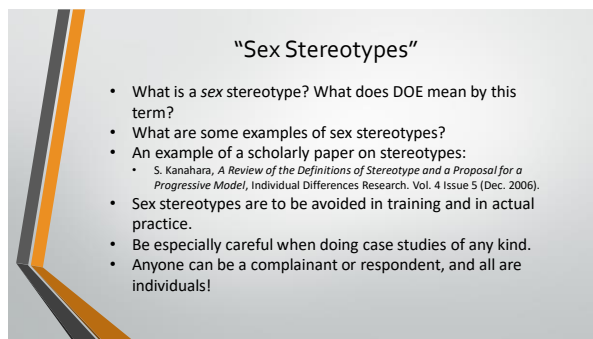 “Sex Stereotypes”
• What is a sex stereotype? What does DOE mean by this
term?
• What are some examples of sex stereotypes?
• An example of a scholarly paper on stereotypes:
• S. Kanahara, A Review of the Definitions of Stereotype and a Proposal for a
Progressive Model, Individual Differences Research. Vol. 4 Issue 5 (Dec. 2006).
• Sex stereotypes are to be avoided in training and in actual
practice.
• Be especially careful when doing case studies of any kind.
• Anyone can be a complainant or respondent, and all are
individuals!